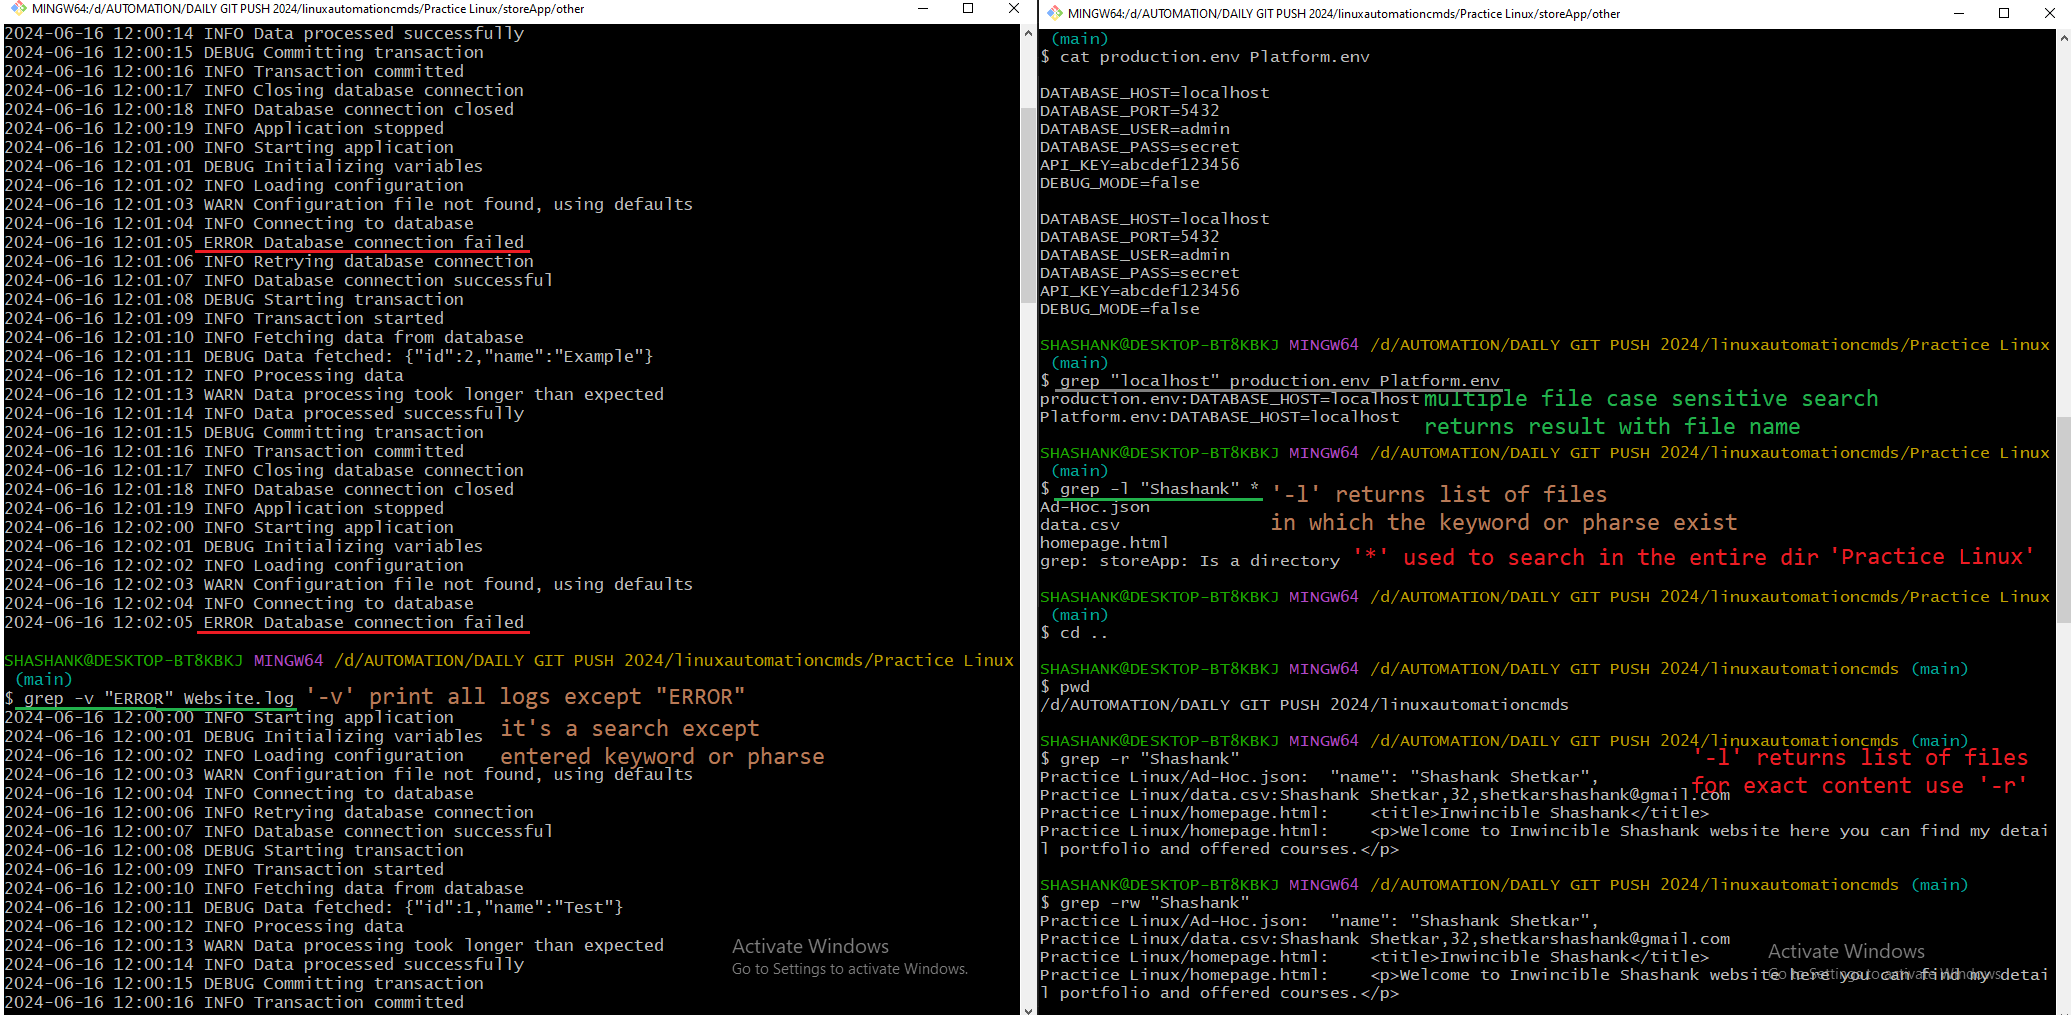 MINGW64:/d/AUTOMATION/DAILY GIT PUSH 2024/linuxautomationcmds/Practice Linux/storeApp/other
2024-06-16 12:00:14 INFO Data processed successfully
2024-06-16 12:00:15 DEBUG Committing transaction
2024-06-16 12:00:16 INFO Transaction committed
2024-06-16 12:00:17 INFO Closing database connection
2024-06-16 12:00:18 INFO Database connection closed
2024-06-16 12:00:19 INFO Application stopped
2024-06-16 12:01:00 INFO Starting application
2024-06-16 12:01:01 DEBUG Initializing variables
2024-06-16 12:01:02 INFO Loading configuration
2024-06-16 12:01:03 WARN Configuration file not found, using defaults
2024-06-16 12:01:04 INFO Connecting to database
2024-06-16 12:01:05 ERROR Database connection failed
2024-06-16 12:01:06 INFO Retrying database connection
2024-06-16 12:01:07 INFO Database connection successful
2024-06-16 12:01:08 DEBUG Starting transaction
2024-06-16 12:01:09 INFO Transaction started
2024-06-16 12:01:10 INFO Fetching data from database
2024-06-16 12:01:11 DEBUG Data fetched: {"id":2,"name":"Example"}
2024-06-16 12:01:12 INFO Processing data
2024-06-16 12:01:13 WARN Data processing took longer than expected
2024-06-16 12:01:14 INFO Data processed successfully
2024-06-16 12:01:15 DEBUG Committing transaction
2024-06-16 12:01:16 INFO Transaction committed
2024-06-16 12:01:17 INFO Closing database connection
2024-06-16 12:01:18 INFO Database connection closed
2024-06-16 12:01:19 INFO Application stopped
2024-06-16 12:02:00 INFO Starting application
2024-06-16 12:02:01 DEBUG Initializing variables
2024-06-16 12:02:02 INFO Loading configuration
2024-06-16 12:02:03 WARN Configuration file not found, using defaults
2024-06-16 12:02:04 INFO Connecting to database
2024-06-16 12:02:05 ERROR Database connection failed
SHASHANK@DESKTOP-BT8KBKJ MINGW64 /d/AUTOMATION/DAILY GIT PUSH 2024/linuxautomationcmds/Practice Linux
(main)
$ grep -v "ERROR" Website.log '-v' print all logs except "ERROR"
2024-06-16 12:00:00 INFO Starting application
it's a search except
2024-06-16 12:00:01 DEBUG Initializing variables
2024-06-16 12:00:02 INFO Loading configuration
entered keyword or pharse
2024-06-16 12:00:03 WARN Configuration file not found, using defaults
2024-06-16 12:00:04 INFO Connecting to database
2024-06-16 12:00:06 INFO Retrying database connection
2024-06-16 12:00:07 INFO Database connection successful
2024-06-16 12:00:08 DEBUG Starting transaction
2024-06-16 12:00:09 INFO Transaction started
2024-06-16 12:00:10 INFO Fetching data from database
2024-06-16 12:00:11 DEBUG Data fetched: {"id":1,"name":"Test"}
2024-06-16 12:00:12 INFO Processing data
2024-06-16 12:00:13 WARN Data processing took longer than expected
2024-06-16 12:00:14 INFO Data processed successfully
2024-06-16 12:00:15 DEBUG Committing transaction
2024-06-16 12:00:16 INFO Transaction committed
Activate Windows
Go to Settings to activate Windows.
MINGW64:/d/AUTOMATION/DAILY GIT PUSH 2024/linuxautomationcmds/Practice Linux/storeApp/other
(main)
$ cat production.env Platform.env
DATABASE_HOST=localhost
DATABASE_PORT=5432
DATABASE_USER=admin
DATABASE_PASS=secret
API_KEY=abcdef123456
DEBUG_MODE=false
DATABASE_HOST=localhost
DATABASE_PORT=5432
DATABASE_USER=admin
DATABASE_PASS=secret
API_KEY=abcdef123456
DEBUG_MODE=false
SHASHANK@DESKTOP-BT8KBKJ MINGW64 /d/AUTOMATION/DAILY GIT PUSH 2024/linuxautomationcmds/Practice Linux
(main)
$ grep "localhost" production.env Platform.env
production.env:DATABASE_HOST=localhost multiple file case sensitive search
Platform.env:DATABASE_HOST=localhost
returns result with file name
SHASHANK@DESKTOP-BT8KBKJ MINGW64 /d/AUTOMATION/DAILY GIT PUSH 2024/linuxautomationcmds/Practice Linux
(main)
$ grep -l "Shashank" * '-l' returns list of files
Ad-Hoc.json
in which the keyword or pharse exist
data.csv
homepage.html
grep: storeApp: Is a directory '*' used to search in the entire dir 'Practice Linux'
SHASHANK@DESKTOP-BT8KBKJ MINGW64 /d/AUTOMATION/DAILY GIT PUSH 2024/linuxautomationcmds/Practice Linux
(main)
$ cd ..
SHASHANK@DESKTOP-BT8KBKJ MINGW64 /d/AUTOMATION/DAILY GIT PUSH 2024/linuxautomationcmds (main)
$ pwd
/d/AUTOMATION/DAILY GIT PUSH 2024/linuxautomationcmds
SHASHANK@DESKTOP-BT8KBKJ MINGW64 /d/AUTOMATION/DAILY GIT PUSH 2024/linuxautomationcmds (main)
$ grep -r "Shashank"
'-l' returns list of files
Practice Linux/Ad-Hoc.json:  "name": "Shashank Shetkar",
for exact content use '-r'
Practice Linux/data.csv:Shashank Shetkar,32,shetkarshashank@gmail.com
Practice Linux/homepage.html:    <title>Inwincible Shashank</title>
Practice Linux/homepage.html:    <p>Welcome to Inwincible Shashank website here you can find my detai
l portfolio and offered courses.</p>
SHASHANK@DESKTOP-BT8KBKJ MINGW64 /d/AUTOMATION/DAILY GIT PUSH 2024/linuxautomationcmds (main)
$ grep -rw "Shashank"
Practice Linux/Ad-Hoc.json:  "name": "Shashank Shetkar",
Practice Linux/data.csv:Shashank Shetkar,32,shetkarshashank@gmail.com
Practice Linux/homepage.html:    <title>Inwincible Shashank</title>
Practice Linux/homepage.html:    <p>Welcome to Inwincible Shashank website here you can find my detai
l portfolio and offered courses.</p>
Activate Windows
Go to Settings to activate Windows.